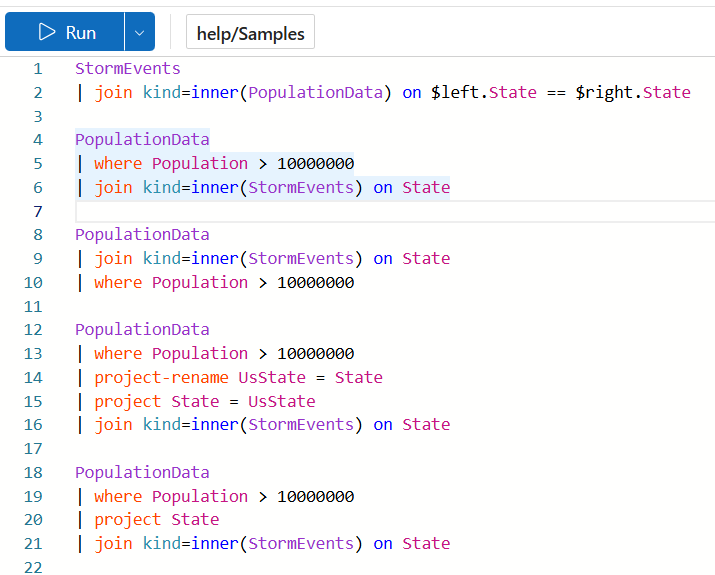 Run
help/Samples
1 StormEvents
2 | join kind=inner(PopulationData) on $left.State == $right.State
3
4 PopulationData
5 | where Population > 10000000
6 | join kind=inner(StormEvents) on State
7
8 PopulationData
9 | join kind=inner(StormEvents) on State
10 | where Population > 10000000
11
12 PopulationData
13 | where Population > 10000000
14 | project-rename UsState = State
15 | project State = UsState
16 | join kind=inner(StormEvents) on State
17
18 PopulationData
19 | where Population > 10000000
20 | project State
21 | join kind=inner(StormEvents) on State
22